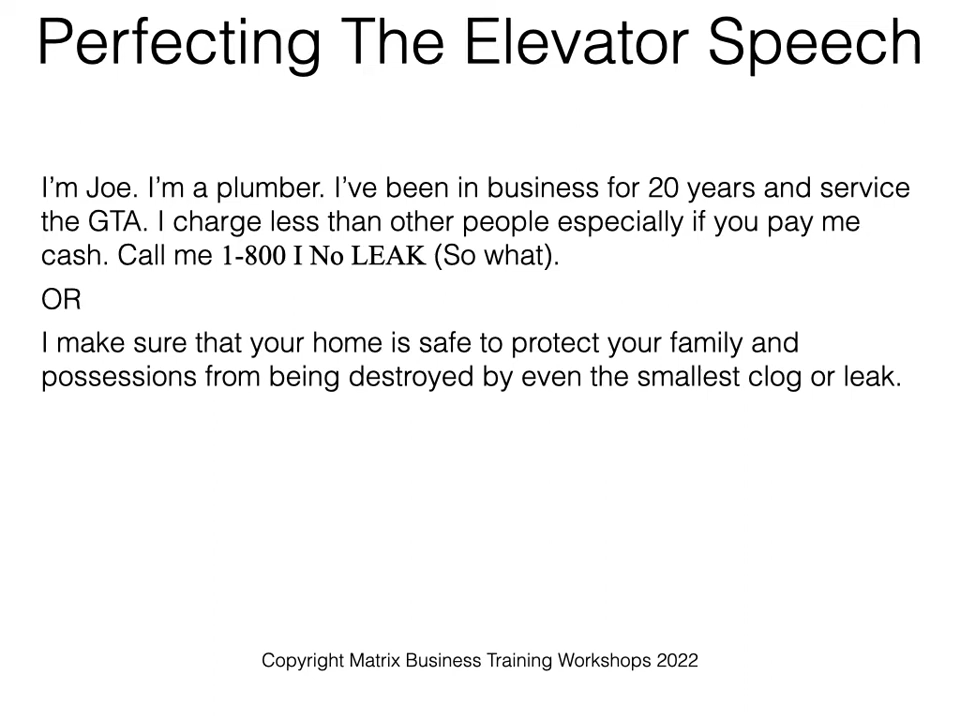 Perfecting The Elevator Speech
I’m Joe. I’m a plumber. I’ve been in business for 20 years and service
the GTA. I charge less than other people especially if you pay me
cash. Call me 1-800 I No LEAK (So what).
OR
I make sure that your home is safe to protect your family and
possessions from being destroyed by even the smallest clog or leak.
Copyright Matrix Business Training Workshops 2022